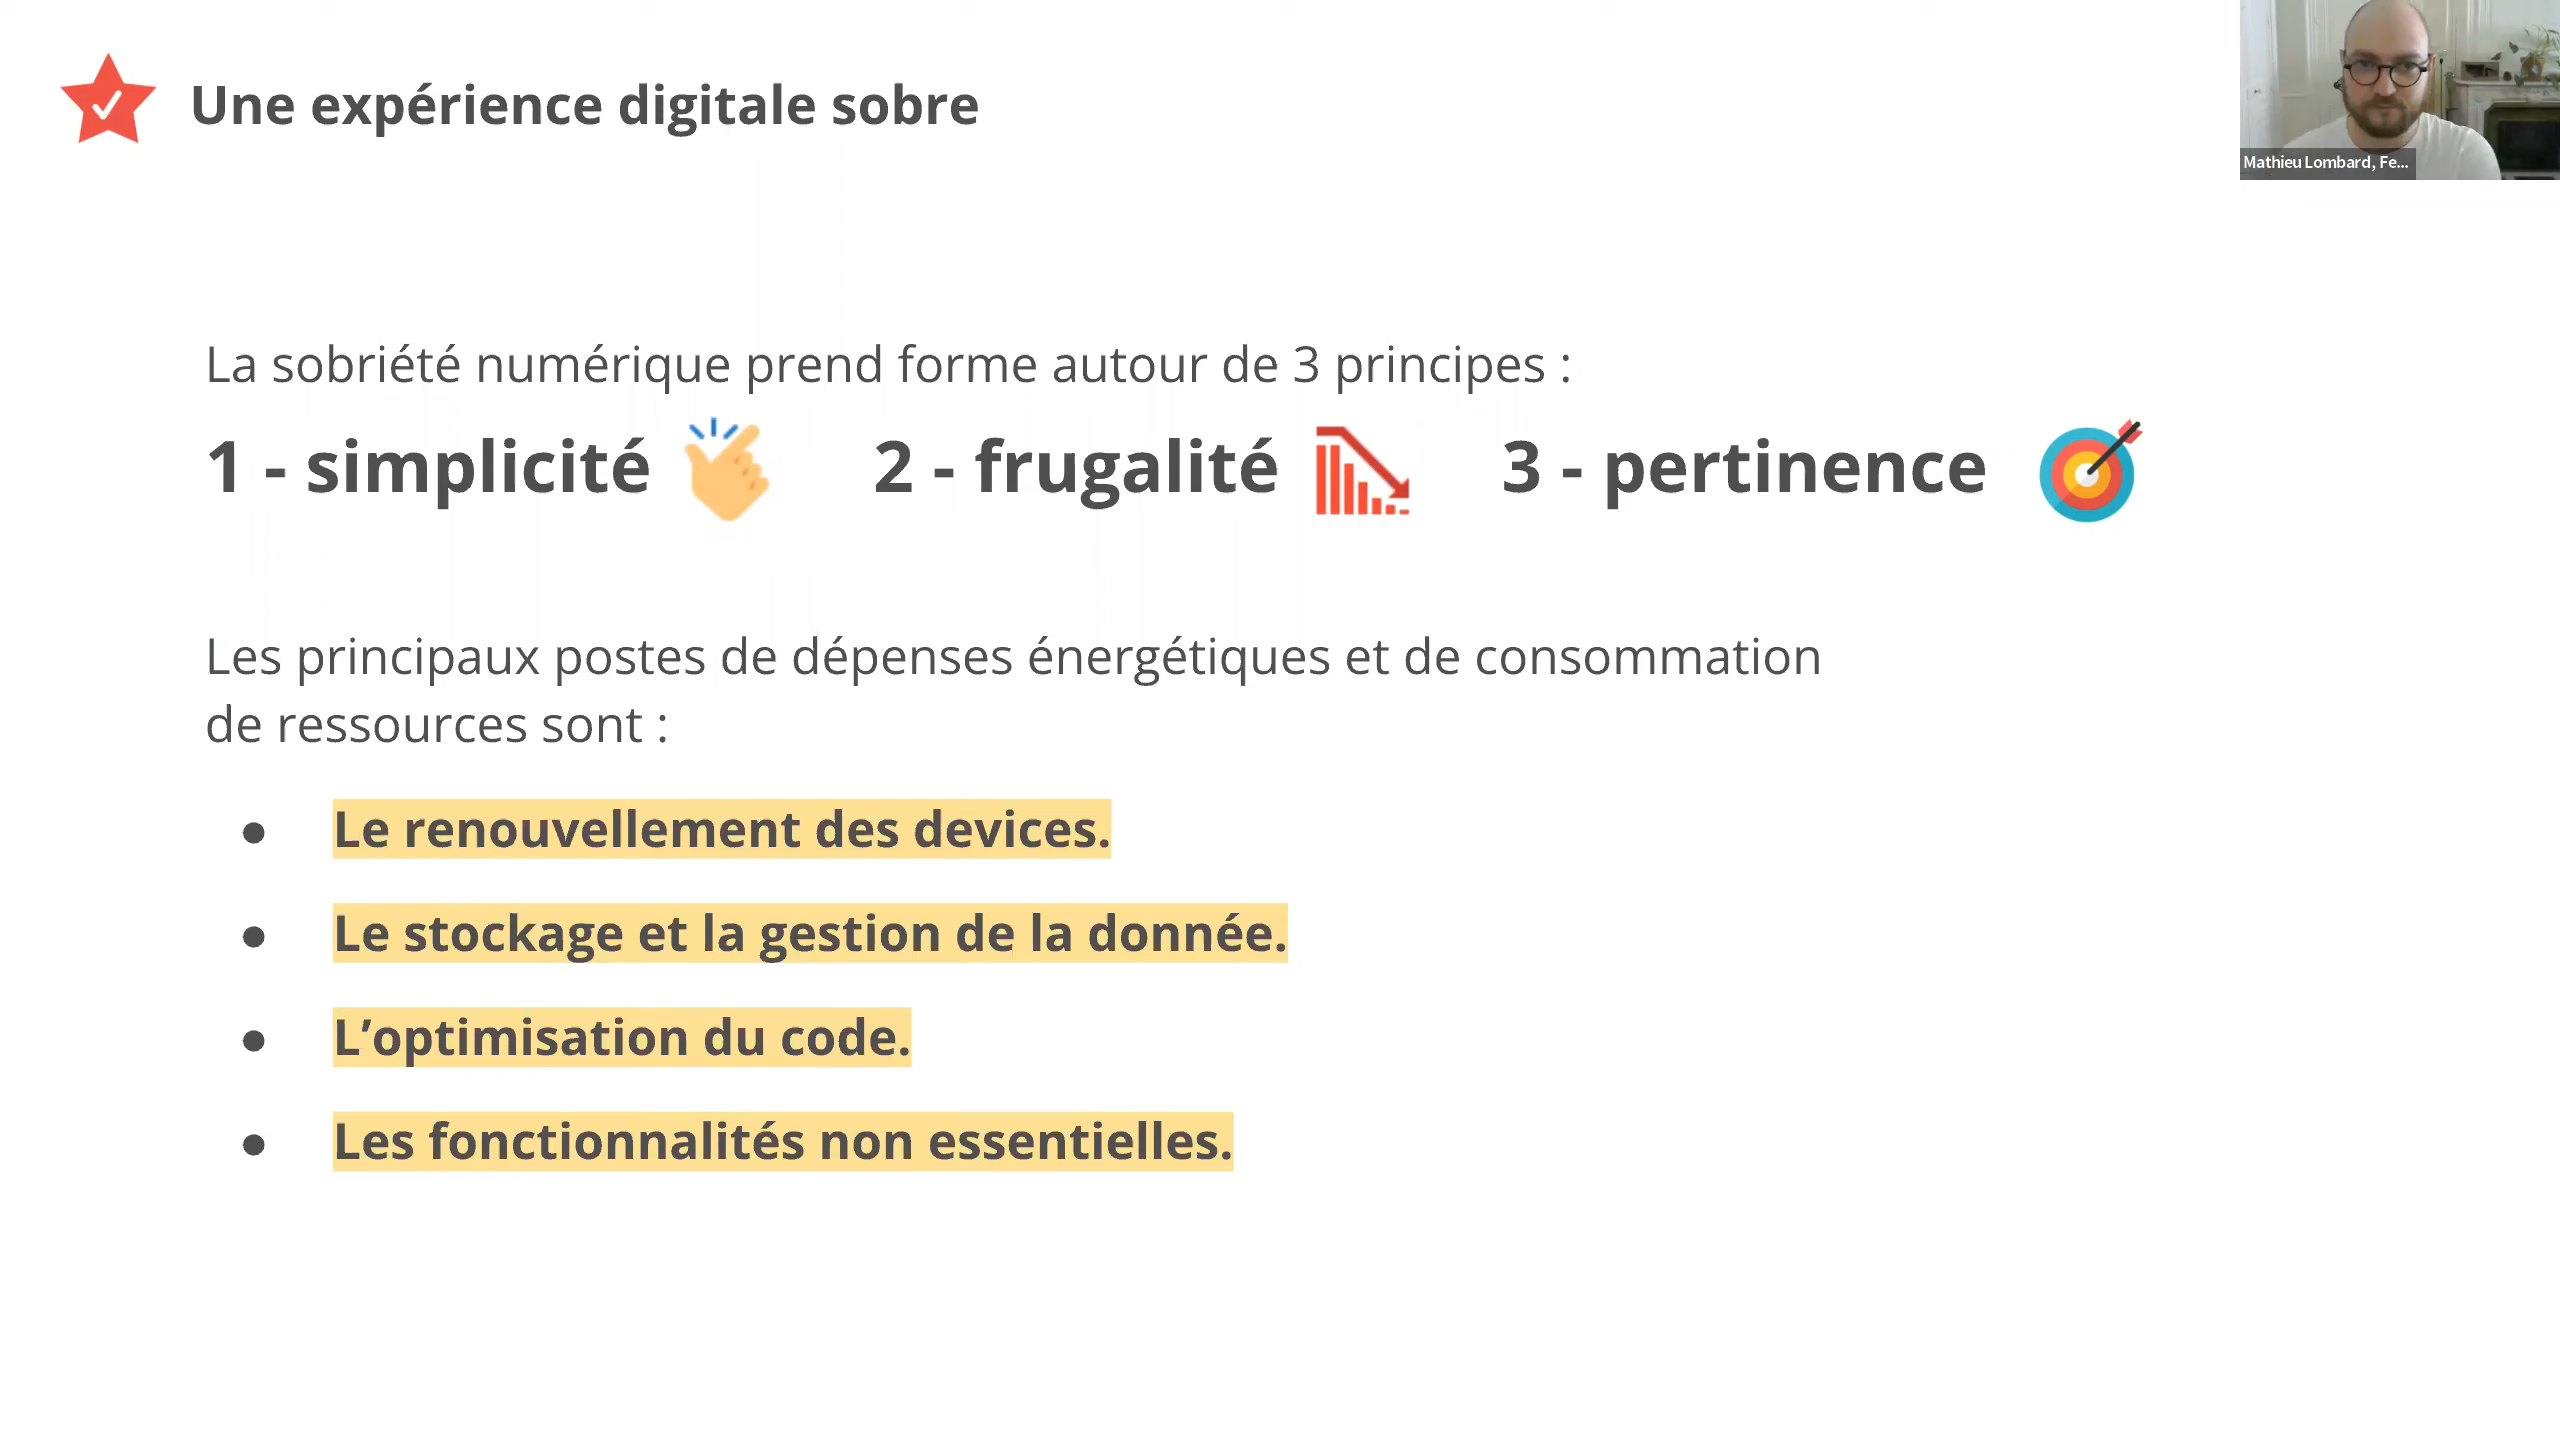 Une expérience digitale sobre
Mathieu Lombard, Fe...
La sobriété numérique prend forme autour de 3 principes :
1 - simplicité 2 - frugalité 3 - pertinence
Les principaux postes de dépenses énergétiques et de consommation
de ressources sont :
● Le renouvellement des devices.
● Le stockage et la gestion de la donnée.
● L’optimisation du code.
● Les fonctionnalités non essentielles.